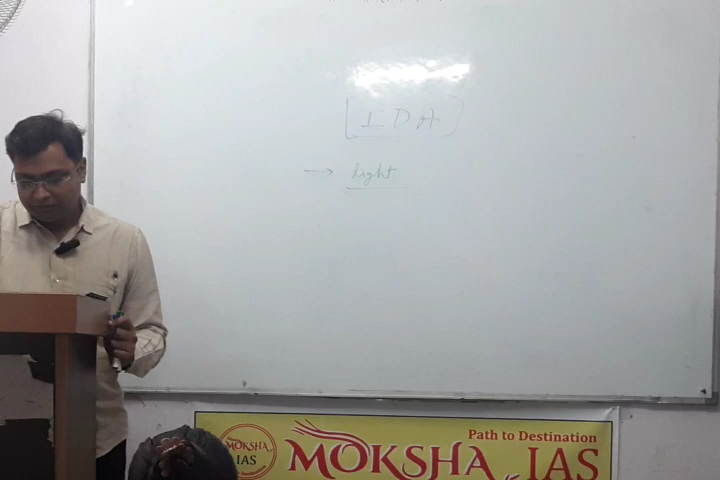 [IDA]
→ light
Path to Destination
MOKSHA IAS
MOKSHA
IAS